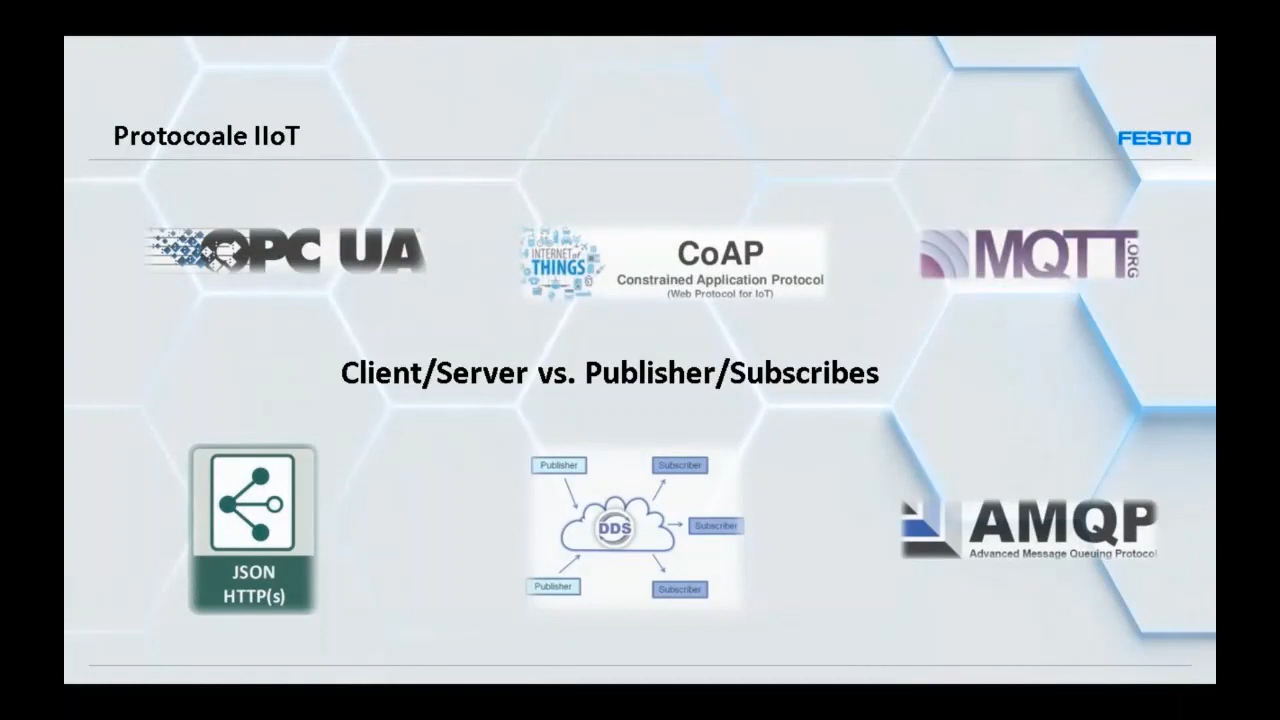 Protocoale IIoT
FESTO
OPC UA
INTERNET of
THINGS
CoAP
Constrained Application Protocol
(Web Protocol for IoT)
MQTT
.ORG
Client/Server vs. Publisher/Subscribes
JSON
HTTP(s)
Publisher
Subscriber
DDS
Subscriber
Publisher
Subscriber
AMQP
Advanced Message Queuing Protocol